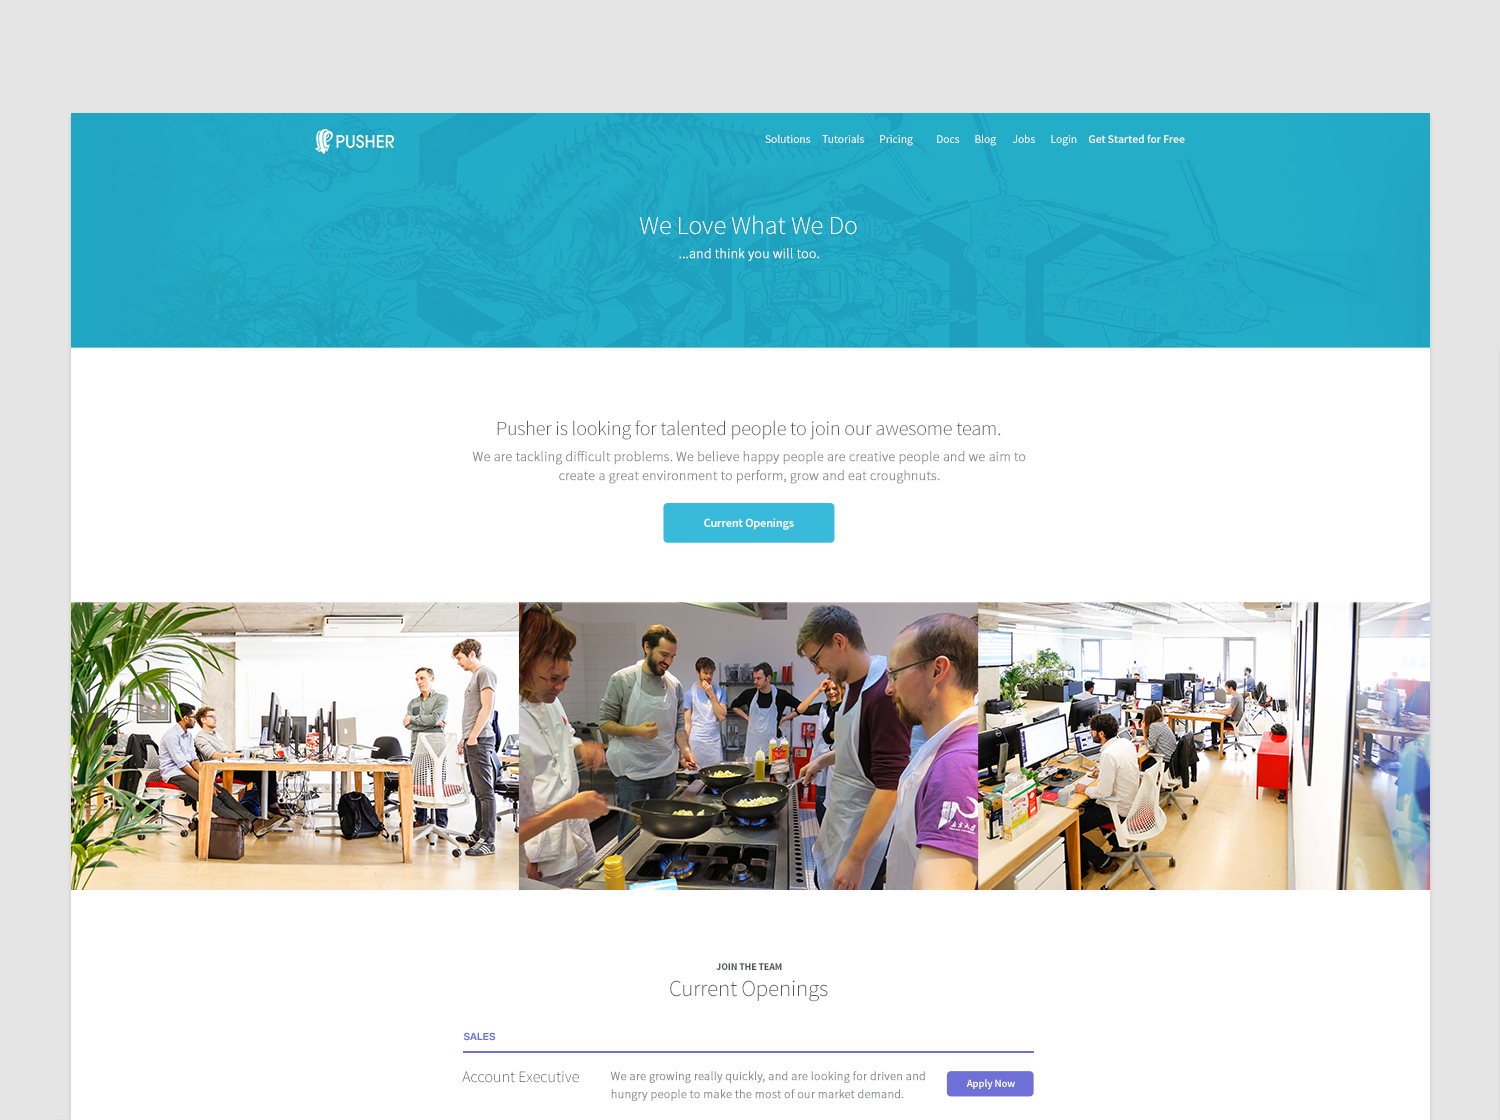 PUSHER
Solutions Tutorials Pricing Docs Blog Jobs Login Get Started for Free
We Love What We Do
...and think you will too.
Pusher is looking for talented people to join our awesome team.
We are tackling difficult problems. We believe happy people are creative people and we aim to
create a great environment to perform, grow and eat croughnuts.
Current Openings
JOIN THE TEAM
Current Openings
SALES
Account Executive
We are growing really quickly, and are looking for driven and
hungry people to make the most of our market demand.
Apply Now